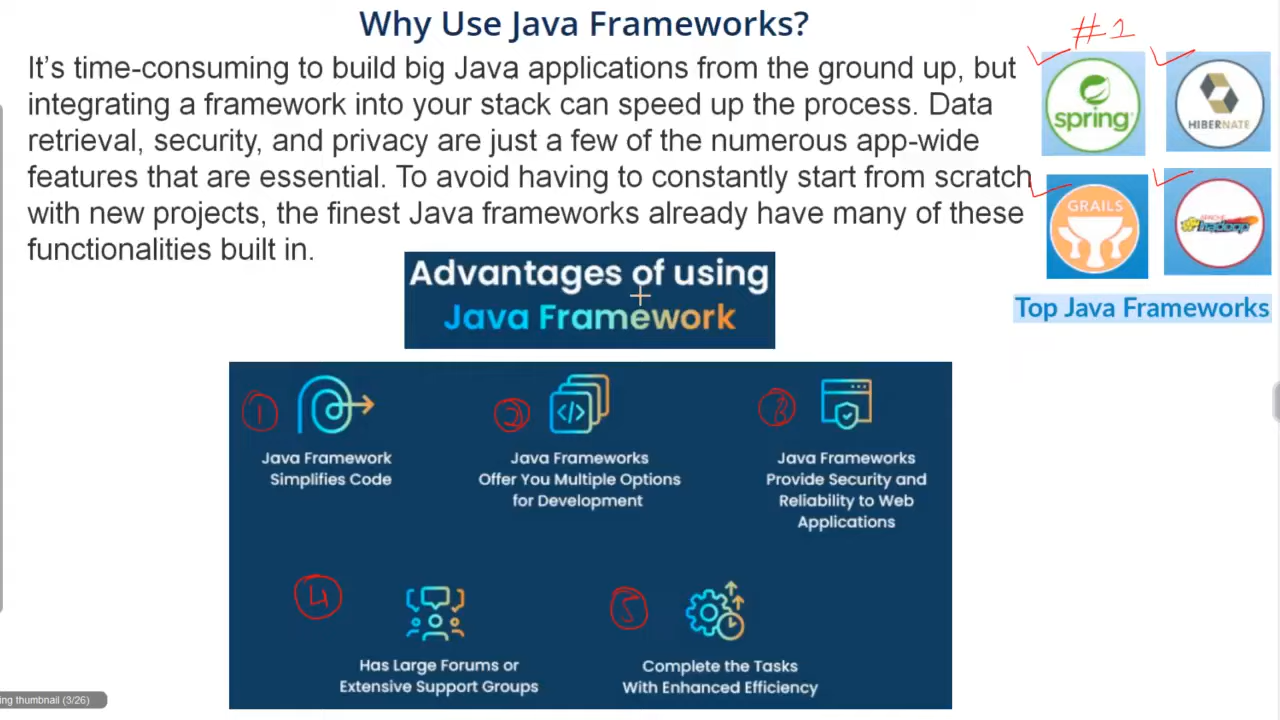 Why Use Java Frameworks?
It’s time-consuming to build big Java applications from the ground up, but
integrating a framework into your stack can speed up the process. Data
retrieval, security, and privacy are just a few of the numerous app-wide
features that are essential. To avoid having to constantly start from scratch
with new projects, the finest Java frameworks already have many of these
functionalities built in.
#1
spring
HIBERNATE
GRAILS
APACHE
hadoop
Top Java Frameworks
Advantages of using
Java Framework
1
Java Framework
Simplifies Code
2
Java Frameworks
Offer You Multiple Options
for Development
3
Java Frameworks
Provide Security and
Reliability to Web
Applications
4
Has Large Forums or
Extensive Support Groups
5
Complete the Tasks
With Enhanced Efficiency
ing thumbnail (3/26)